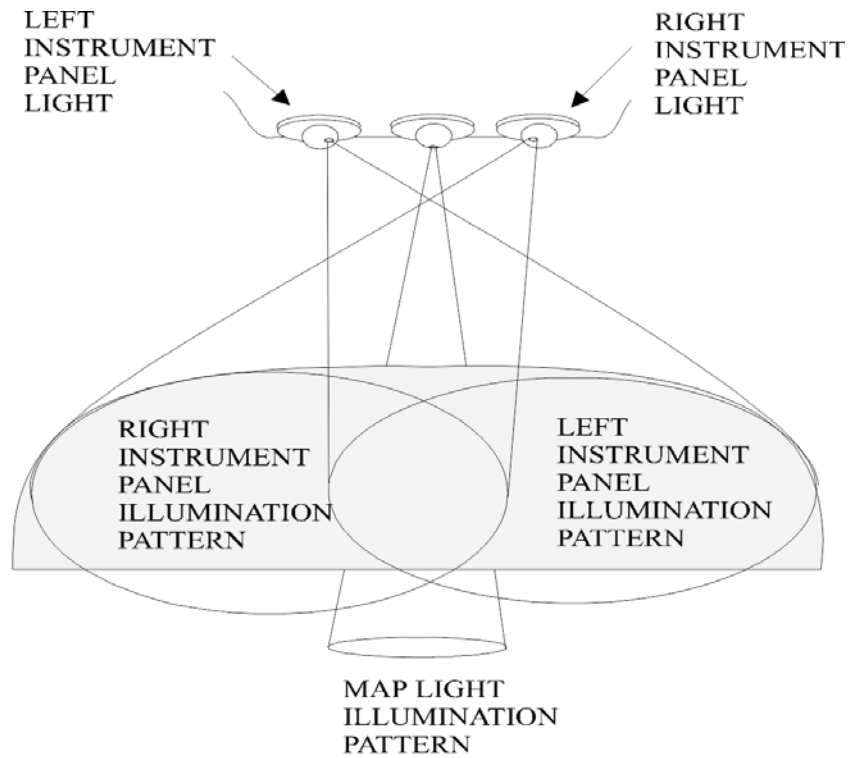 LEFT
INSTRUMENT
PANEL
LIGHT
RIGHT
INSTRUMENT
PANEL
LIGHT
RIGHT
INSTRUMENT
PANEL
ILLUMINATION
PATTERN
LEFT
INSTRUMENT
PANEL
ILLUMINATION
PATTERN
MAP LIGHT
ILLUMINATION
PATTERN